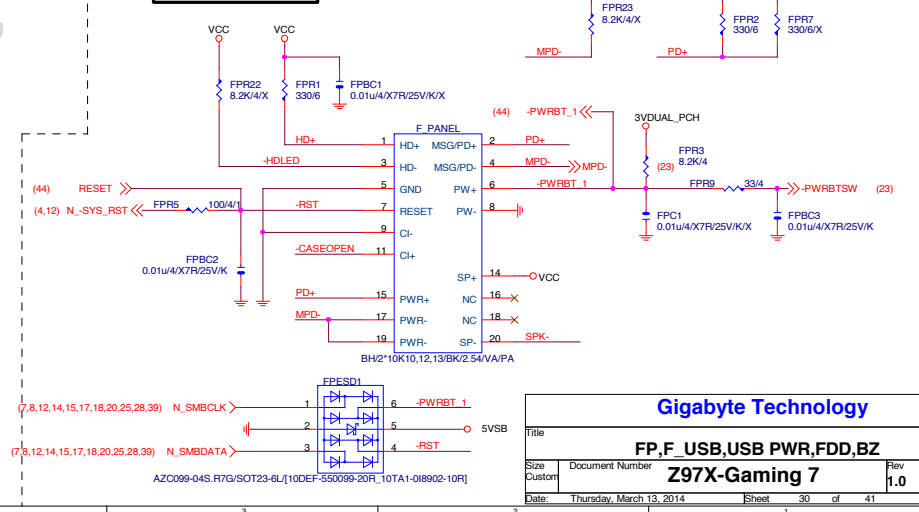 FPR23
8.2K/4/X
FPR2
330/6
FPR7
330/6/X
MPD-
PD+
VCC
VCC
FPR22
8.2K/4/X
FPR1
330/6
FPBC1
0.01u/4/X7R/25V/K/X
(44) -PWRBT_1
3VDUAL_PCH
F_PANEL
HD+ 1 HD+ MSG/PD+ 2 PD+
-HDLED 3 HD- MSG/PD- 4 MPD- MPD-
FPR3
8.2K/4
(23)
(44) RESET 5 GND PW+ 6 -PWRBT_1
FPR9 33/4 -PWRBTSW (23)
(4,12) N_-SYS_RST FPR5 100/4/1 -RST 7 RESET PW- 8
9 CI-
FPC1
0.01u/4/X7R/25V/K/X
FPBC3
0.01u/4/X7R/25V/K
-CASEOPEN 11 CI+
FPBC2
0.01u/4/X7R/25V/K
SP+ 14 VCC
PD+ 15 PWR+ NC 16
MPD- 17 PWR- NC 18
19 PWR- SP- 20 SPK-
BH/2*10K10,12,13/BK/2.54/VA/PA
FPESD1
(7,8,12,14,15,17,18,20,25,28,39) N_SMBCLK 1 6 -PWRBT_1
2 5 5VSB
(7,8,12,14,15,17,18,20,25,28,39) N_SMBDATA 3 4 -RST
AZC099-04S.R7G/SOT23-6L/[10DEF-550099-20R_10TA1-0I8902-10R]
Gigabyte Technology
Title
FP,F_USB,USB PWR,FDD,BZ
Size Document Number Rev
Custom Z97X-Gaming 7 1.0
Date: Thursday, March 13, 2014 Sheet 30 of 41
3 2 1